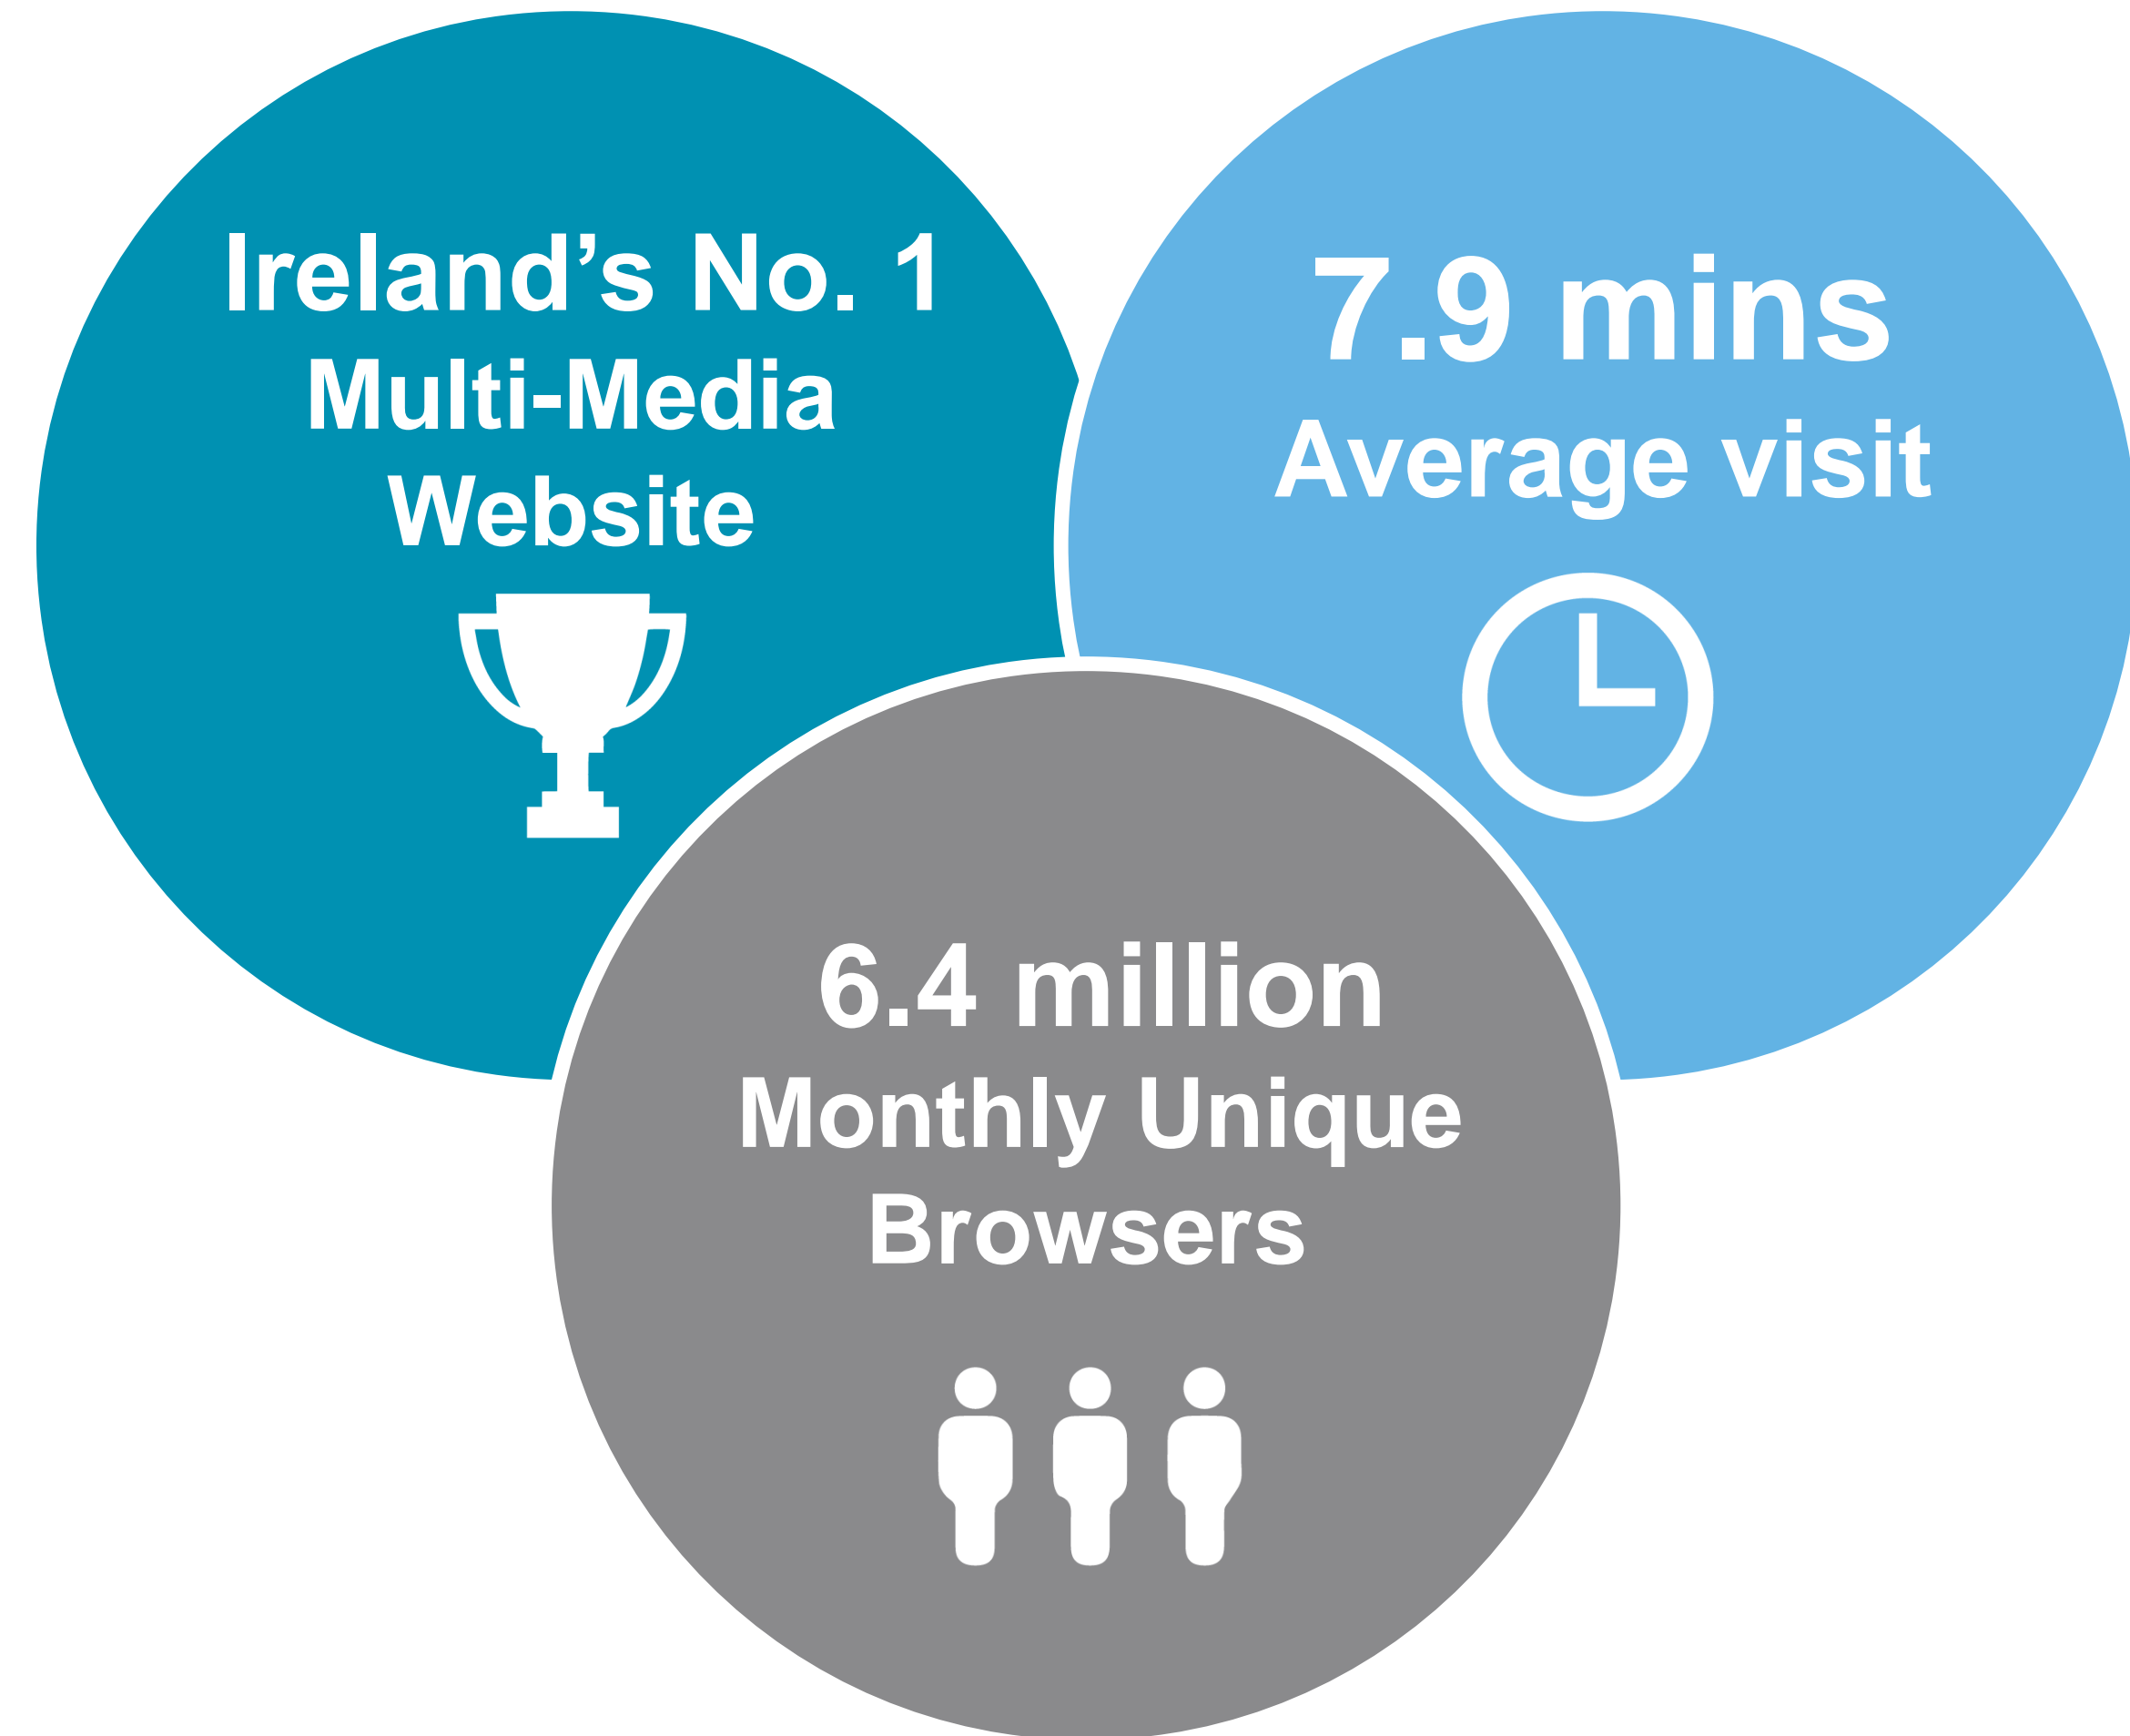 Ireland’s No. 1
Multi-Media
Website
7.9 mins
Average visit
6.4 million
Monthly Unique
Browsers